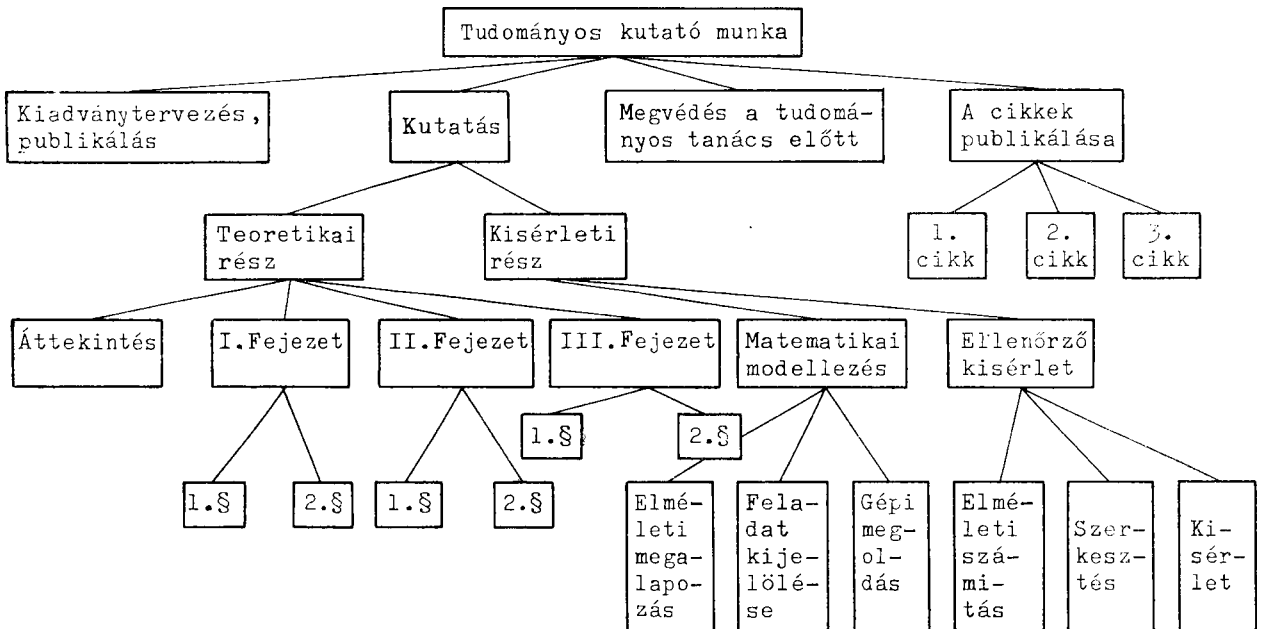 Tudományos kutató munka
Kiadványtervezés,
publikálás
Kutatás
Megvédés a tudomá-
nyos tanács előtt
A cikkek
publikálása
Teoretikai
rész
Kisérleti
rész
1.
cikk
2.
cikk
3.
cikk
Áttekintés
I.Fejezet
II.Fejezet
III.Fejezet
Matematikai
modellezés
Ellenőrző
kisérlet
1.§
2.§
1.§
2.§
1.§
2.§
Elmé-
leti
mega-
lapo-
zás
Fela-
dat
kije-
lölé-
se
Gépi
meg-
ol-
dás
Elmé-
leti
szá-
mi-
tás
Szer-
kesz-
tés
Ki-
sér-
let